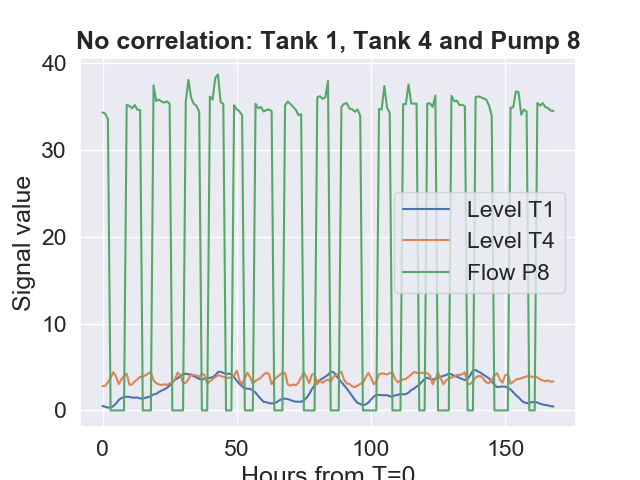 No correlation: Tank 1, Tank 4 and Pump 8
40
30
20
10
0
Signal value
Level T1
Level T4
Flow P8
0
50
100
150
Hours from T=0